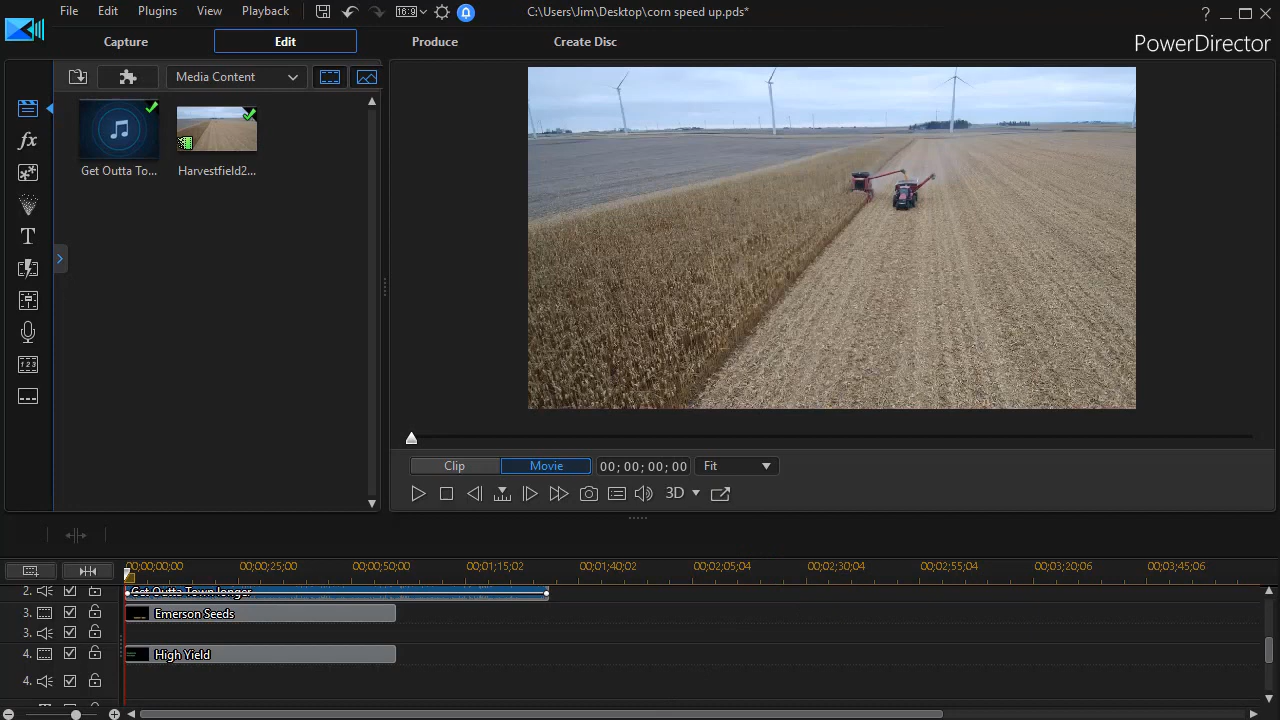 File Edit Plugins View Playback 16:9 C:\Users\Jim\Desktop\corn speed up.pds* ?
Capture Edit Produce Create Disc PowerDirector
Media Content
Get Outta Tow... Harvestfield2...
fx
T
Clip Movie 00; 00; 00; 00 Fit
3D
00;00;00;00 00;00;25;00 00;00;50;00 00;01;15;02 00;01;40;02 00;02;05;04 00;02;30;04 00;02;55;04 00;03;20;06 00;03;45;06
2. Get Outta Town longer
3. Emerson Seeds
3.
4. High Yield
4.